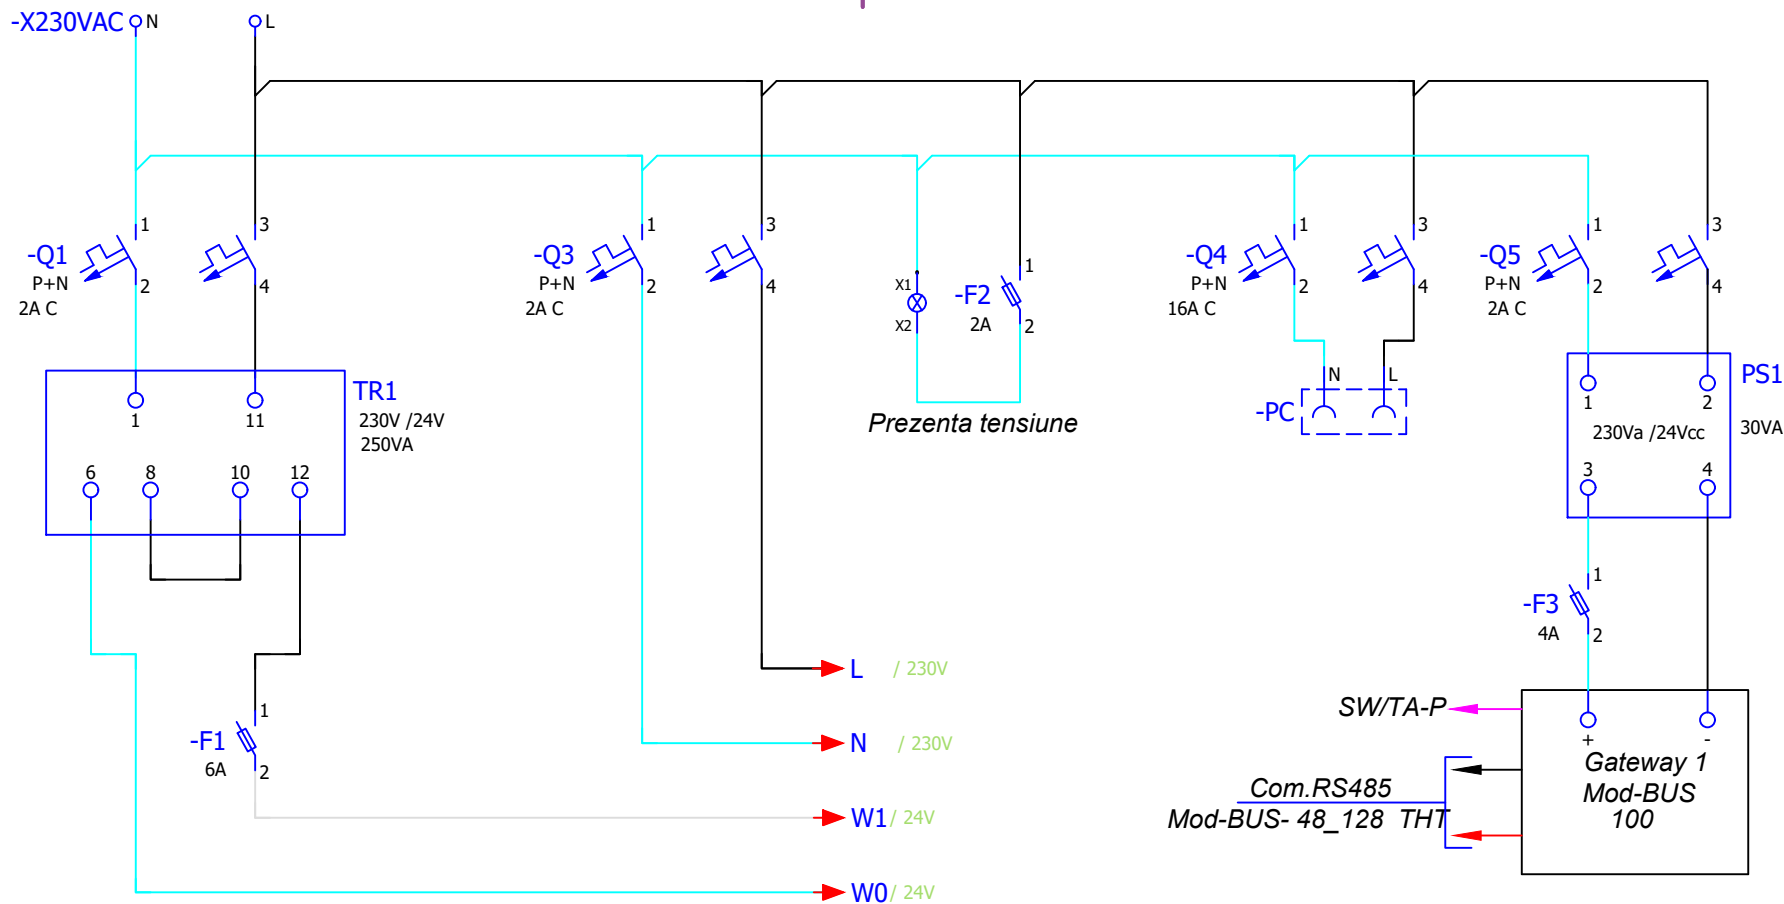 -X230VAC N L
1 3 1 3 1 3 1 3
-Q1 -Q3 -Q4 -Q5
P+N P+N P+N P+N
2A C 2A C 16A C 2A C
2 4 2 4 2 4 2 4
X1
X2
-F2
2A
1
2
Prezenta tensiune
N L
-PC
TR1
230V /24V
250VA
1 11
6 8 10 12
PS1
30VA
1 2
230Va /24Vcc
3 4
-F3
4A
1
2
-F1
6A
1
2
L / 230V
N / 230V
W1 / 24V
W0 / 24V
SW/TA-P
Com.RS485
Mod-BUS- 48_128 THT
+ -
Gateway 1
Mod-BUS
100